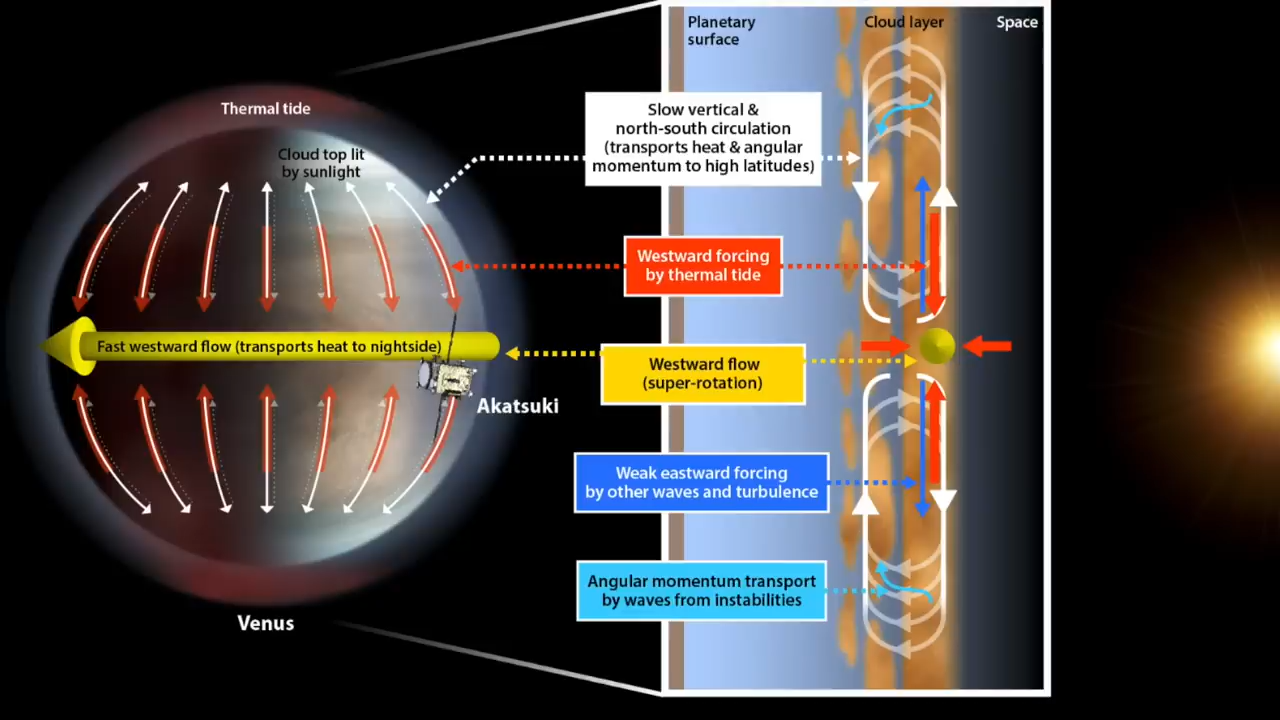 Planetary
surface
Cloud layer
Space
Thermal tide
Cloud top lit
by sunlight
Slow vertical &
north-south circulation
(transports heat & angular
momentum to high latitudes)
Westward forcing
by thermal tide
Fast westward flow (transports heat to nightside)
Westward flow
(super-rotation)
Akatsuki
Weak eastward forcing
by other waves and turbulence
Angular momentum transport
by waves from instabilities
Venus